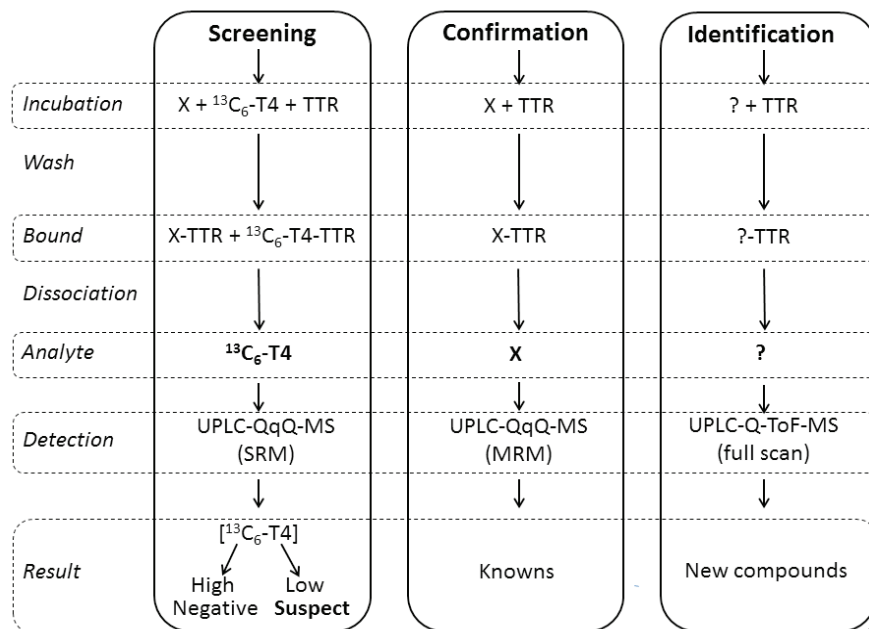 Screening Confirmation Identification
Incubation X + ¹³C₆-T4 + TTR X + TTR ? + TTR
Wash
Bound X-TTR + ¹³C₆-T4-TTR X-TTR ?-TTR
Dissociation
Analyte ¹³C₆-T4 X ?
Detection UPLC-QqQ-MS UPLC-QqQ-MS UPLC-Q-ToF-MS
(SRM) (MRM) (full scan)
[¹³C₆-T4]
Result Knowns New compounds
High Low
Negative Suspect